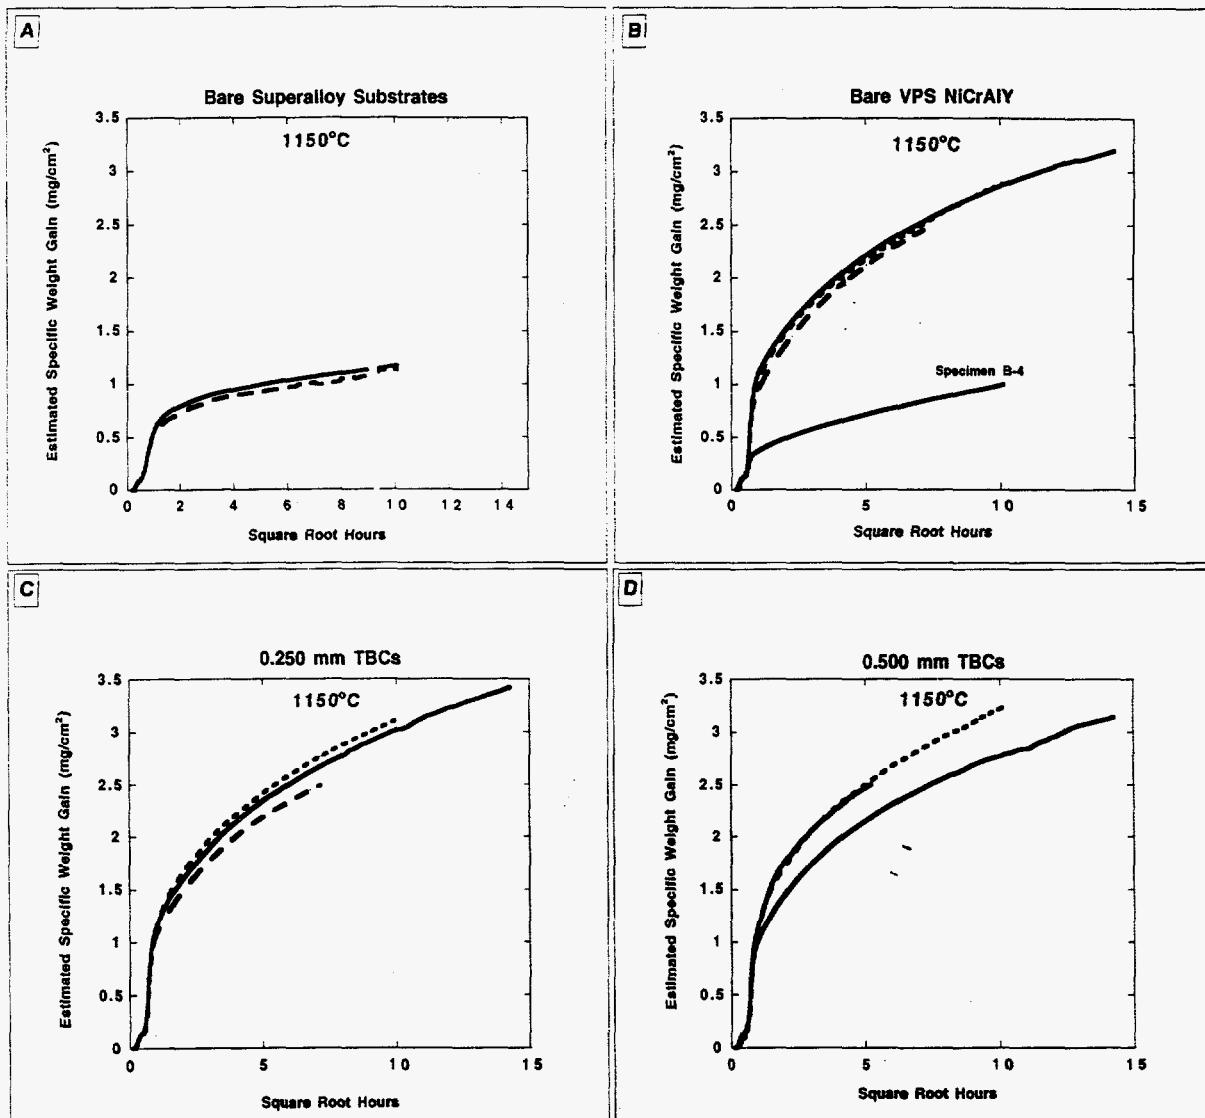 A
Bare Superalloy Substrates
1150°C
Estimated Specific Weight Gain (mg/cm²)
3.5
3
2.5
2
1.5
1
0.5
0
0 2 4 6 8 10 12 14
Square Root Hours
B
Bare VPS NiCrAlY
1150°C
Estimated Specific Weight Gain (mg/cm²)
3.5
3
2.5
2
1.5
1
0.5
0
Specimen B-4
0 5 10 15
Square Root Hours
C
0.250 mm TBCs
1150°C
Estimated Specific Weight Gain (mg/cm²)
3.5
3
2.5
2
1.5
1
0.5
0
0 5 10 15
Square Root Hours
D
0.500 mm TBCs
1150°C
Estimated Specific Weight Gain (mg/cm²)
3.5
3
2.5
2
1.5
1
0.5
0
0 5 10 15
Square Root Hours